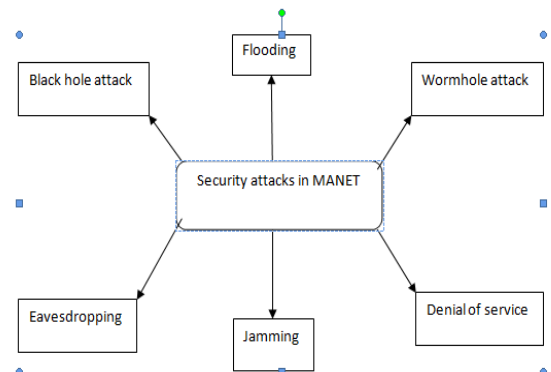 Flooding
Black hole attack
Wormhole attack
Security attacks in MANET
Eavesdropping
Jamming
Denial of service